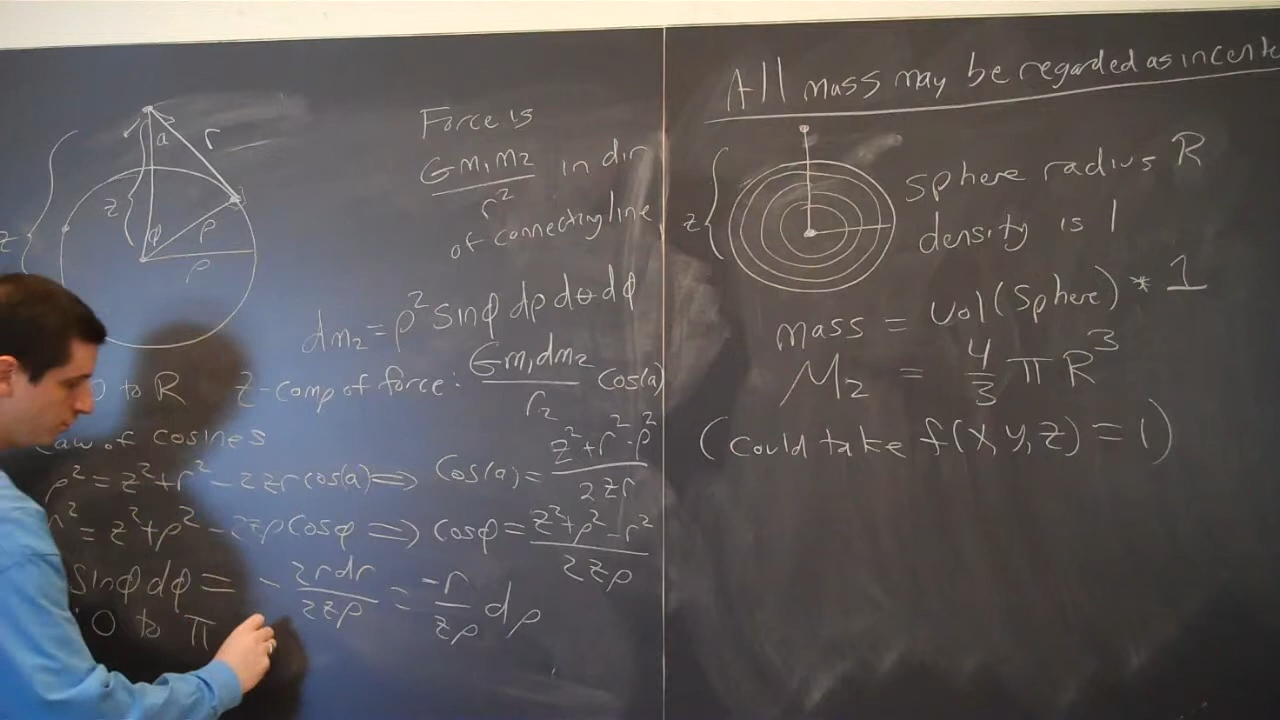 a
r
z
φ
ρ
ρ
z
Force is
Gm₁m₂ / r² in dir
of connecting line
dm₂ = ρ² sinφ dρ dθ dφ
0 to R z-comp of force: Gm₁dm₂ / r₂ cos(a)
Law of cosines
ρ² = z² + r² - 2zr cos(a) ⇒ cos(a) = z² + r² - ρ² / 2zr
r² = z² + ρ² - 2zρ cosφ ⇒ cosφ = z² + ρ² - r² / 2zρ
sinφ dφ = - 2rdr / 2zρ = -r / zρ dρ
0 to π
All mass may be regarded as in cente
z
sphere radius R
density is 1
mass = vol(sphere) * 1
M₂ = 4/3 π R³
(could take f(x,y,z) = 1)